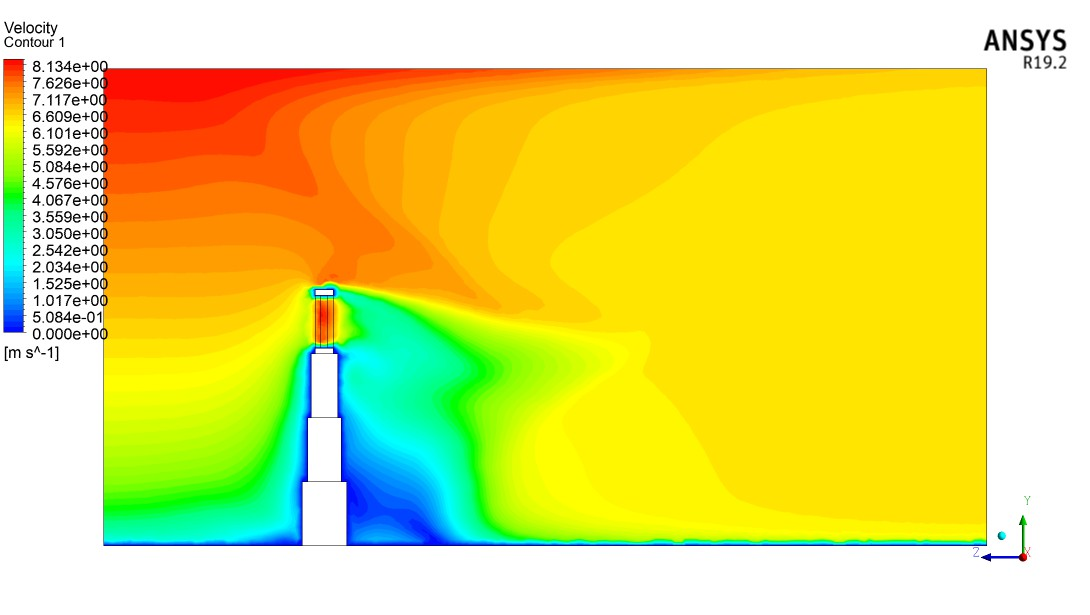 Velocity
Contour 1
ANSYS
R19.2
8.134e+00
7.626e+00
7.117e+00
6.609e+00
6.101e+00
5.592e+00
5.084e+00
4.576e+00
4.067e+00
3.559e+00
3.050e+00
2.542e+00
2.034e+00
1.525e+00
1.017e+00
5.084e-01
0.000e+00
[m s^-1]
Y
Z
X